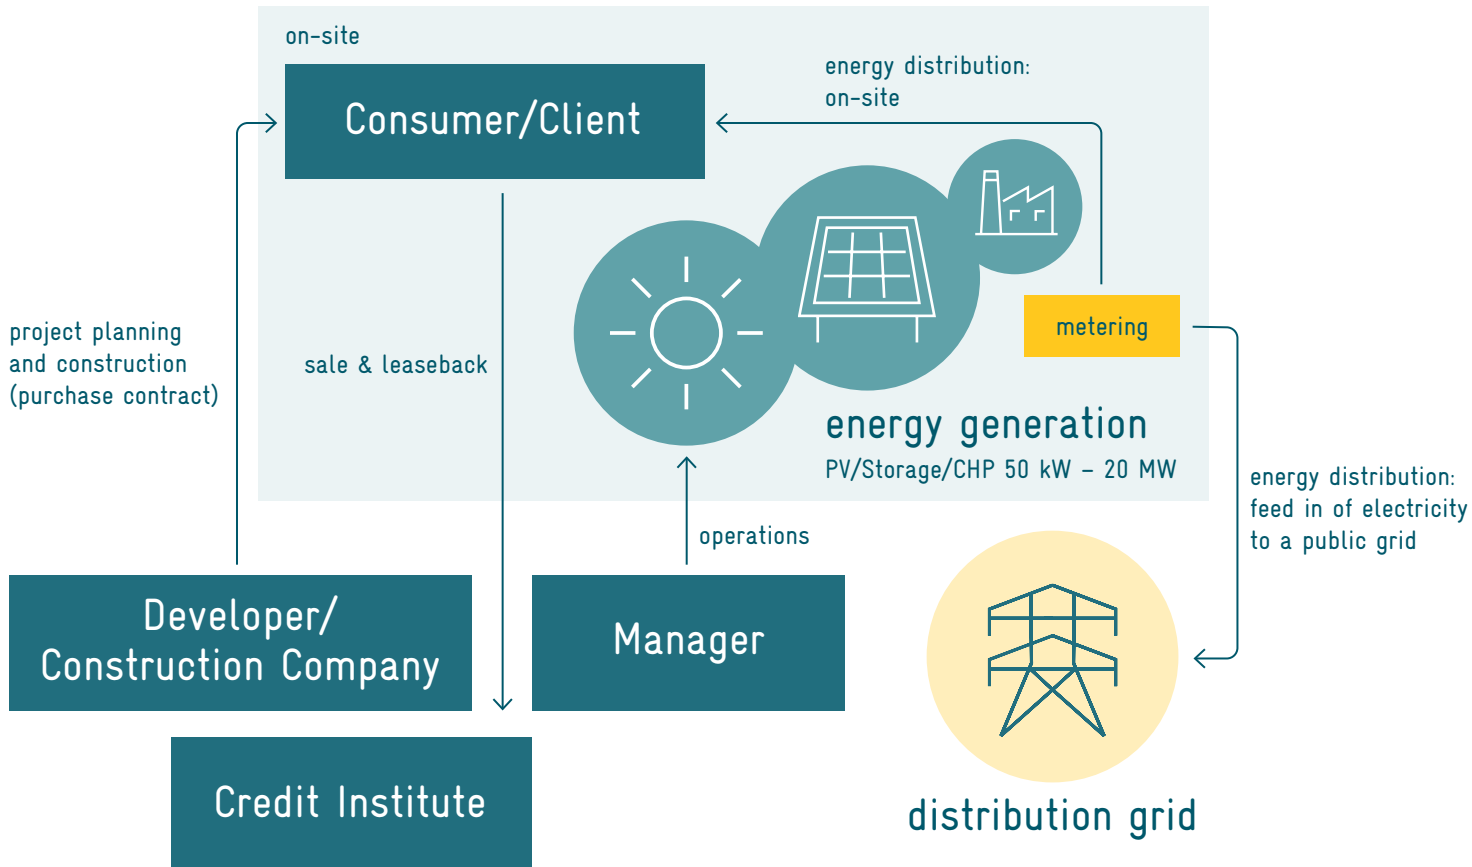 on-site
Consumer/Client
energy distribution:
on-site
metering
project planning
and construction
(purchase contract)
sale & leaseback
energy generation
PV/Storage/CHP 50 kW – 20 MW
energy distribution:
feed in of electricity
to a public grid
operations
Developer/
Construction Company
Manager
Credit Institute
distribution grid